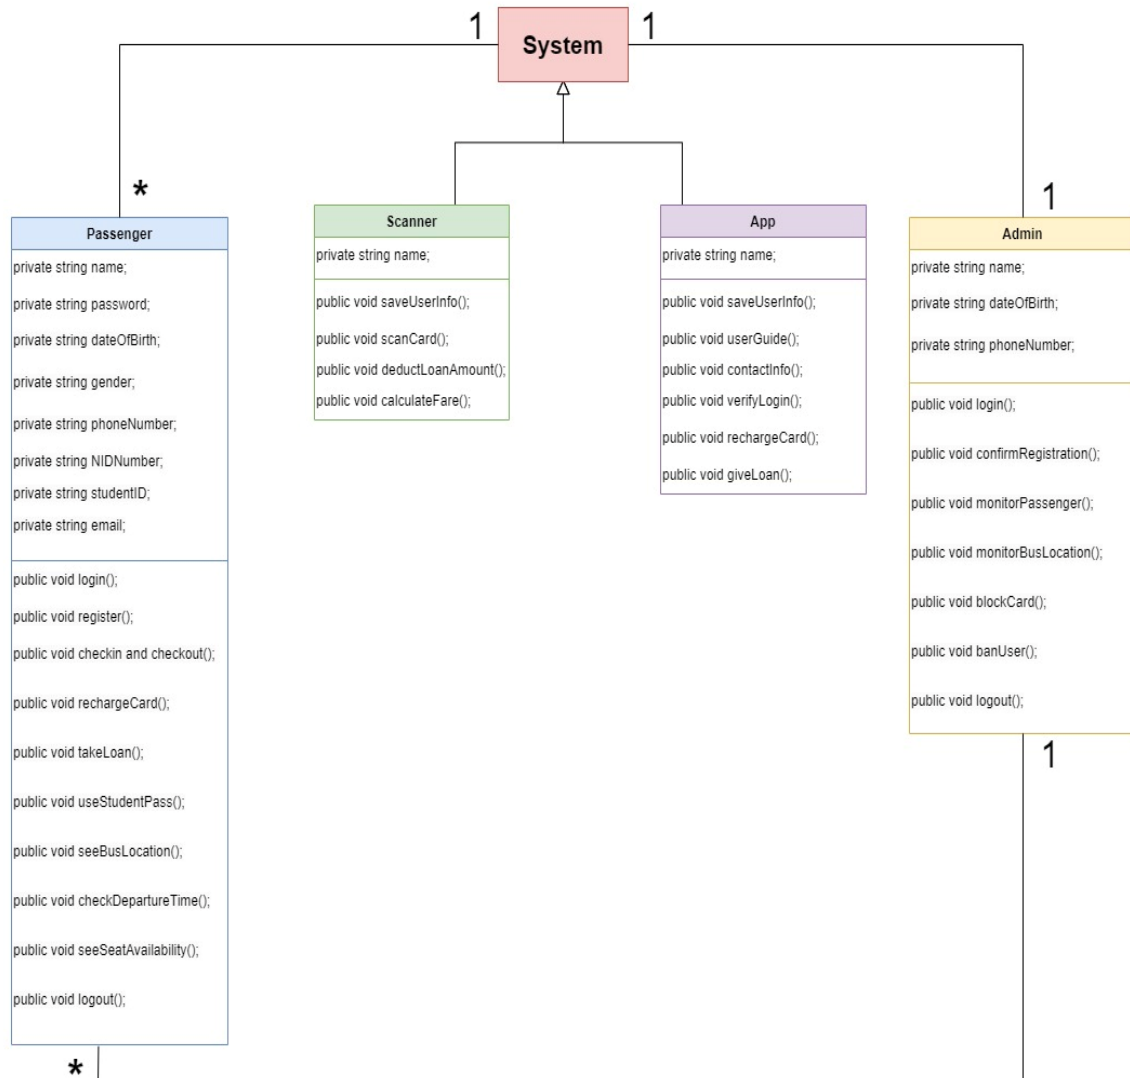 1
System
1
*
1
Passenger
private string name;
private string password;
private string dateOfBirth;
private string gender;
private string phoneNumber;
private string NIDNumber;
private string studentID;
private string email;
public void login();
public void register();
public void checkin and checkout();
public void rechargeCard();
public void takeLoan();
public void useStudentPass();
public void seeBusLocation();
public void checkDepartureTime();
public void seeSeatAvailability();
public void logout();
*
Scanner
private string name;
public void saveUserInfo();
public void scanCard();
public void deductLoanAmount();
public void calculateFare();
App
private string name;
public void saveUserInfo();
public void userGuide();
public void contactInfo();
public void verifyLogin();
public void rechargeCard();
public void giveLoan();
Admin
private string name;
private string dateOfBirth;
private string phoneNumber;
public void login();
public void confirmRegistration();
public void monitorPassenger();
public void monitorBusLocation();
public void blockCard();
public void banUser();
public void logout();
1